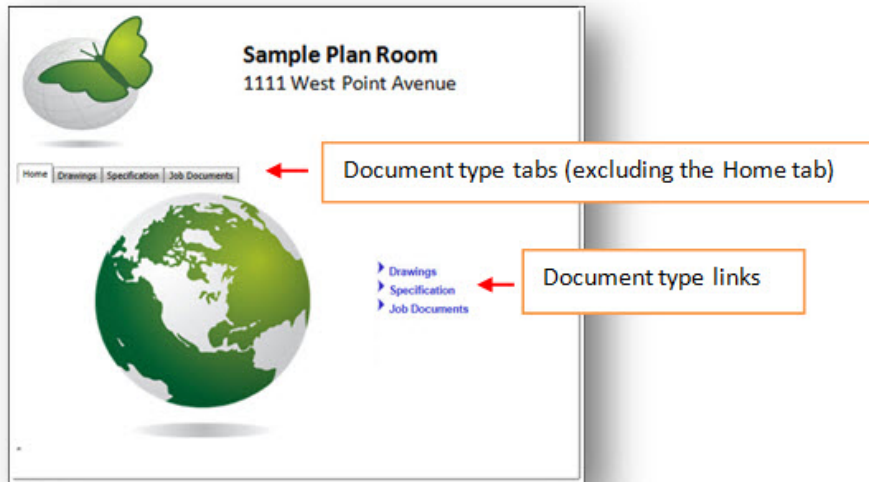 Sample Plan Room
1111 West Point Avenue
Home Drawings Specification Job Documents
Document type tabs (excluding the Home tab)
Drawings
Specification
Job Documents
Document type links